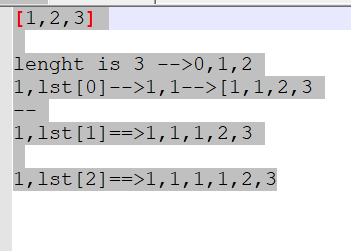 [1,2,3]
lenght is 3 -->0,1,2
1,lst[0]-->1,1-->[1,1,2,3
--
1,lst[1]==>1,1,1,2,3
1,lst[2]==>1,1,1,1,2,3